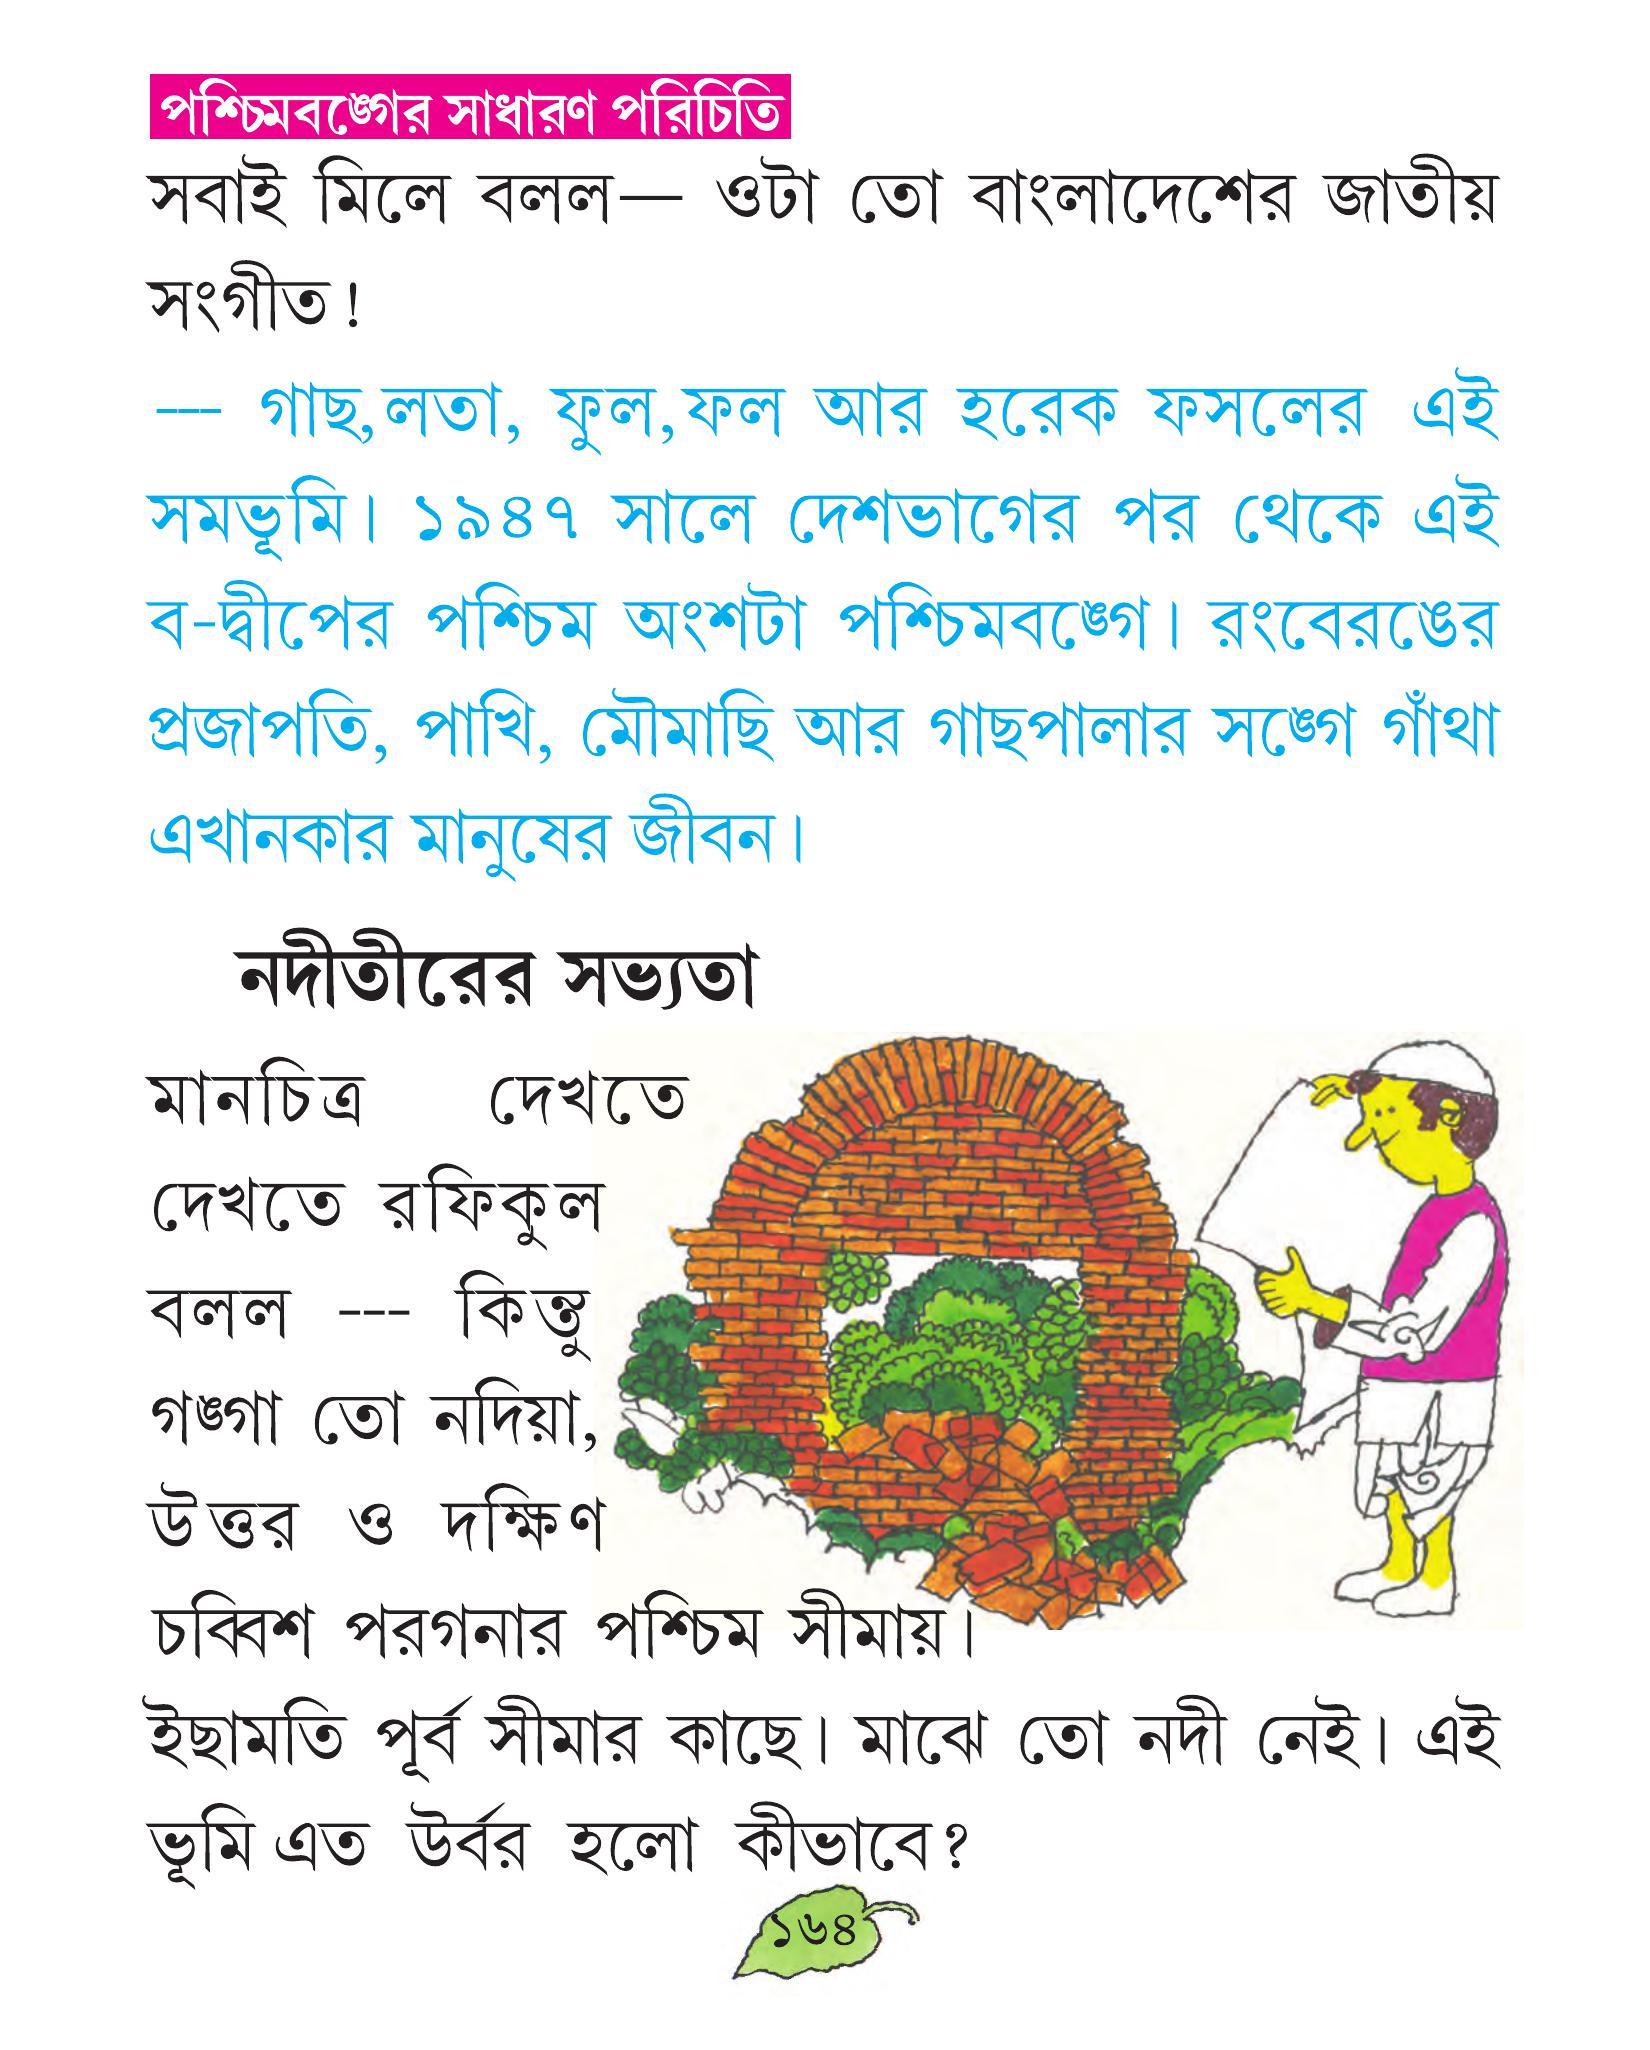 পশ্চিমবঙ্গের সাধারণ পরিচিতি
সবাই মিলে বলল— ওটা তো বাংলাদেশের জাতীয়
সংগীত!
--- গাছ,লতা, ফুল,ফল আর হরেক ফসলের এই
সমভূমি। ১৯৪৭ সালে দেশভাগের পর থেকে এই
ব-দ্বীপের পশ্চিম অংশটা পশ্চিমবঙ্গে। রংবেরঙের
প্রজাপতি, পাখি, মৌমাছি আর গাছপালার সঙ্গে গাঁথা
এখানকার মানুষের জীবন।
নদীতীরের সভ্যতা
মানচিত্র দেখতে
দেখতে রফিকুল
বলল --- কিন্তু
গঙ্গা তো নদিয়া,
উত্তর ও দক্ষিণ
চব্বিশ পরগনার পশ্চিম সীমায়।
ইছামতি পূর্ব সীমার কাছে। মাঝে তো নদী নেই। এই
ভূমি এত উর্বর হলো কীভাবে?
১৬৪